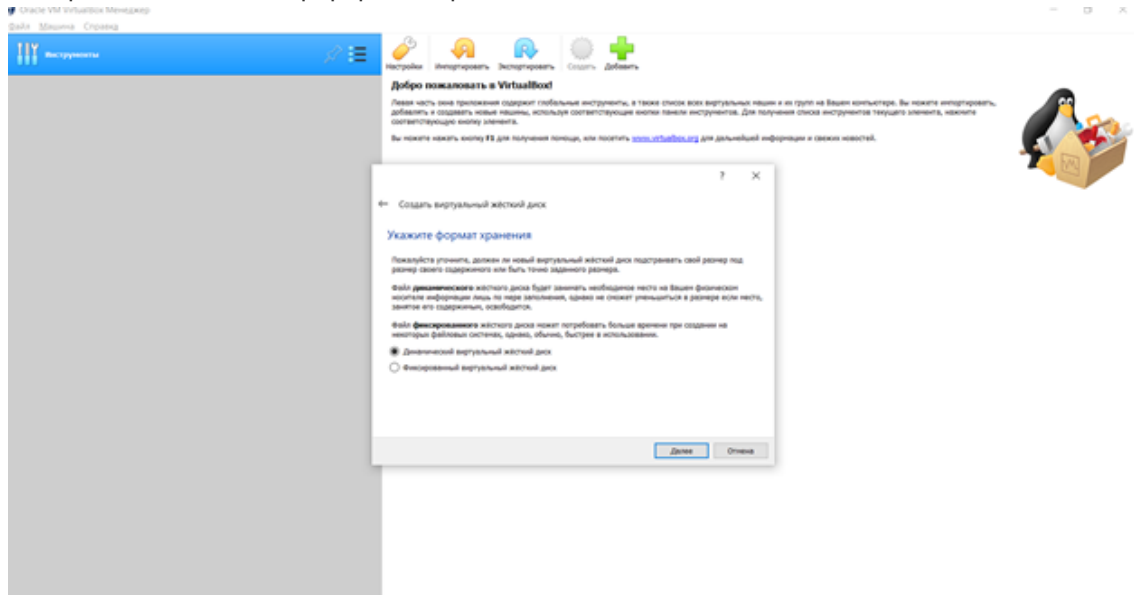 Oracle VM VirtualBox Менеджер
Файл Машина Справка
Инструменты
Настройки Импортировать Экспортировать Создать Добавить
Добро пожаловать в VirtualBox!
Левая часть окна приложения содержит глобальные инструменты, а также список всех виртуальных машин и их групп на Вашем компьютере. Вы можете импортировать,
добавлять и создавать новые машины, используя соответствующие кнопки панели инструментов. Для получения списка инструментов текущего элемента, нажмите
соответствующую кнопку элемента.
Вы можете нажать кнопку F1 для получения помощи, или посетить www.virtualbox.org для дальнейшей информации и свежих новостей.
? ×
← Создать виртуальный жёсткий диск
Укажите формат хранения
Пожалуйста уточните, должен ли новый виртуальный жёсткий диск подстраивать свой размер под
размер своего содержимого или быть точно заданного размера.
Файл динамического жёсткого диска будет занимать необходимое место на Вашем физическом
носителе информации лишь по мере заполнения, однако не сможет уменьшиться в размере если место,
занятое его содержимым, освободится.
Файл фиксированного жёсткого диска может потребовать больше времени при создании на
некоторых файловых системах, однако, обычно, быстрее в использовании.
Динамический виртуальный жёсткий диск
Фиксированный виртуальный жёсткий диск
Далее Отмена